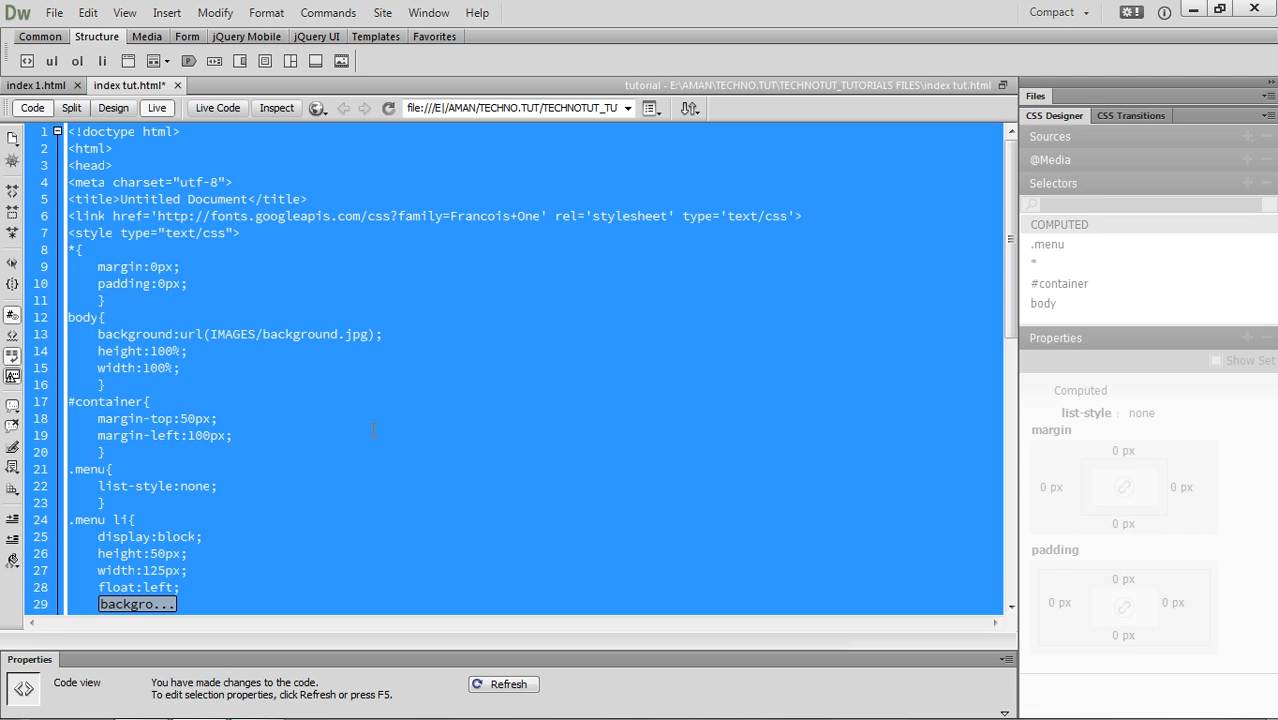 Dw File Edit View Insert Modify Format Commands Site Window Help Compact
Common Structure Media Form jQuery Mobile jQuery UI Templates Favorites
ul ol li
index 1.html × index tut.html* × tutorial - E:\AMAN\TECHNO.TUT\TECHNOTUT_TUTORIALS FILES\index tut.html
Code Split Design Live Live Code Inspect file:///E|/AMAN/TECHNO.TUT/TECHNOTUT_TU
1 <!doctype html>
2 <html>
3 <head>
4 <meta charset="utf-8">
5 <title>Untitled Document</title>
6 <link href='http://fonts.googleapis.com/css?family=Francois+One' rel='stylesheet' type='text/css'>
7 <style type="text/css">
8 *{
9 margin:0px;
10 padding:0px;
11 }
12 body{
13 background:url(IMAGES/background.jpg);
14 height:100%;
15 width:100%;
16 }
17 #container{
18 margin-top:50px;
19 margin-left:100px;
20 }
21 .menu{
22 list-style:none;
23 }
24 .menu li{
25 display:block;
26 height:50px;
27 width:125px;
28 float:left;
29 backgro...
Files
CSS Designer CSS Transitions
Sources
@Media
Selectors
COMPUTED
.menu
*
#container
body
Properties
Show Set
Computed
list-style : none
margin
0 px
0 px 0 px
0 px
padding
0 px
0 px 0 px
0 px
Properties
Code view You have made changes to the code.
To edit selection properties, click Refresh or press F5.
Refresh